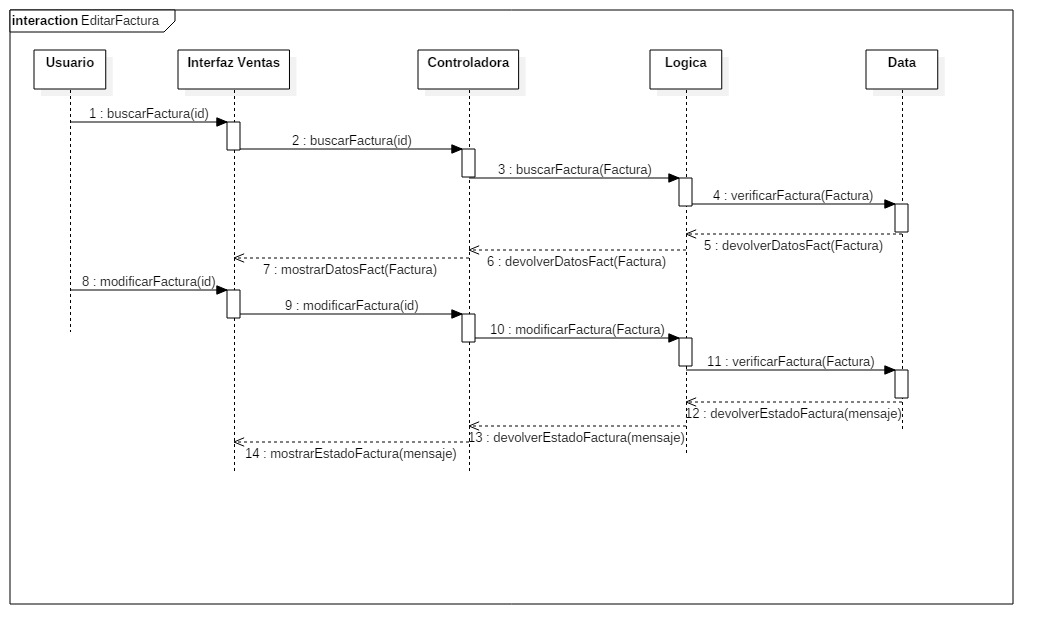 interaction EditarFactura
Usuario
Interfaz Ventas
Controladora
Logica
Data
1 : buscarFactura(id)
2 : buscarFactura(id)
3 : buscarFactura(Factura)
4 : verificarFactura(Factura)
5 : devolverDatosFact(Factura)
6 : devolverDatosFact(Factura)
7 : mostrarDatosFact(Factura)
8 : modificarFactura(id)
9 : modificarFactura(id)
10 : modificarFactura(Factura)
11 : verificarFactura(Factura)
12 : devolverEstadoFactura(mensaje)
13 : devolverEstadoFactura(mensaje)
14 : mostrarEstadoFactura(mensaje)